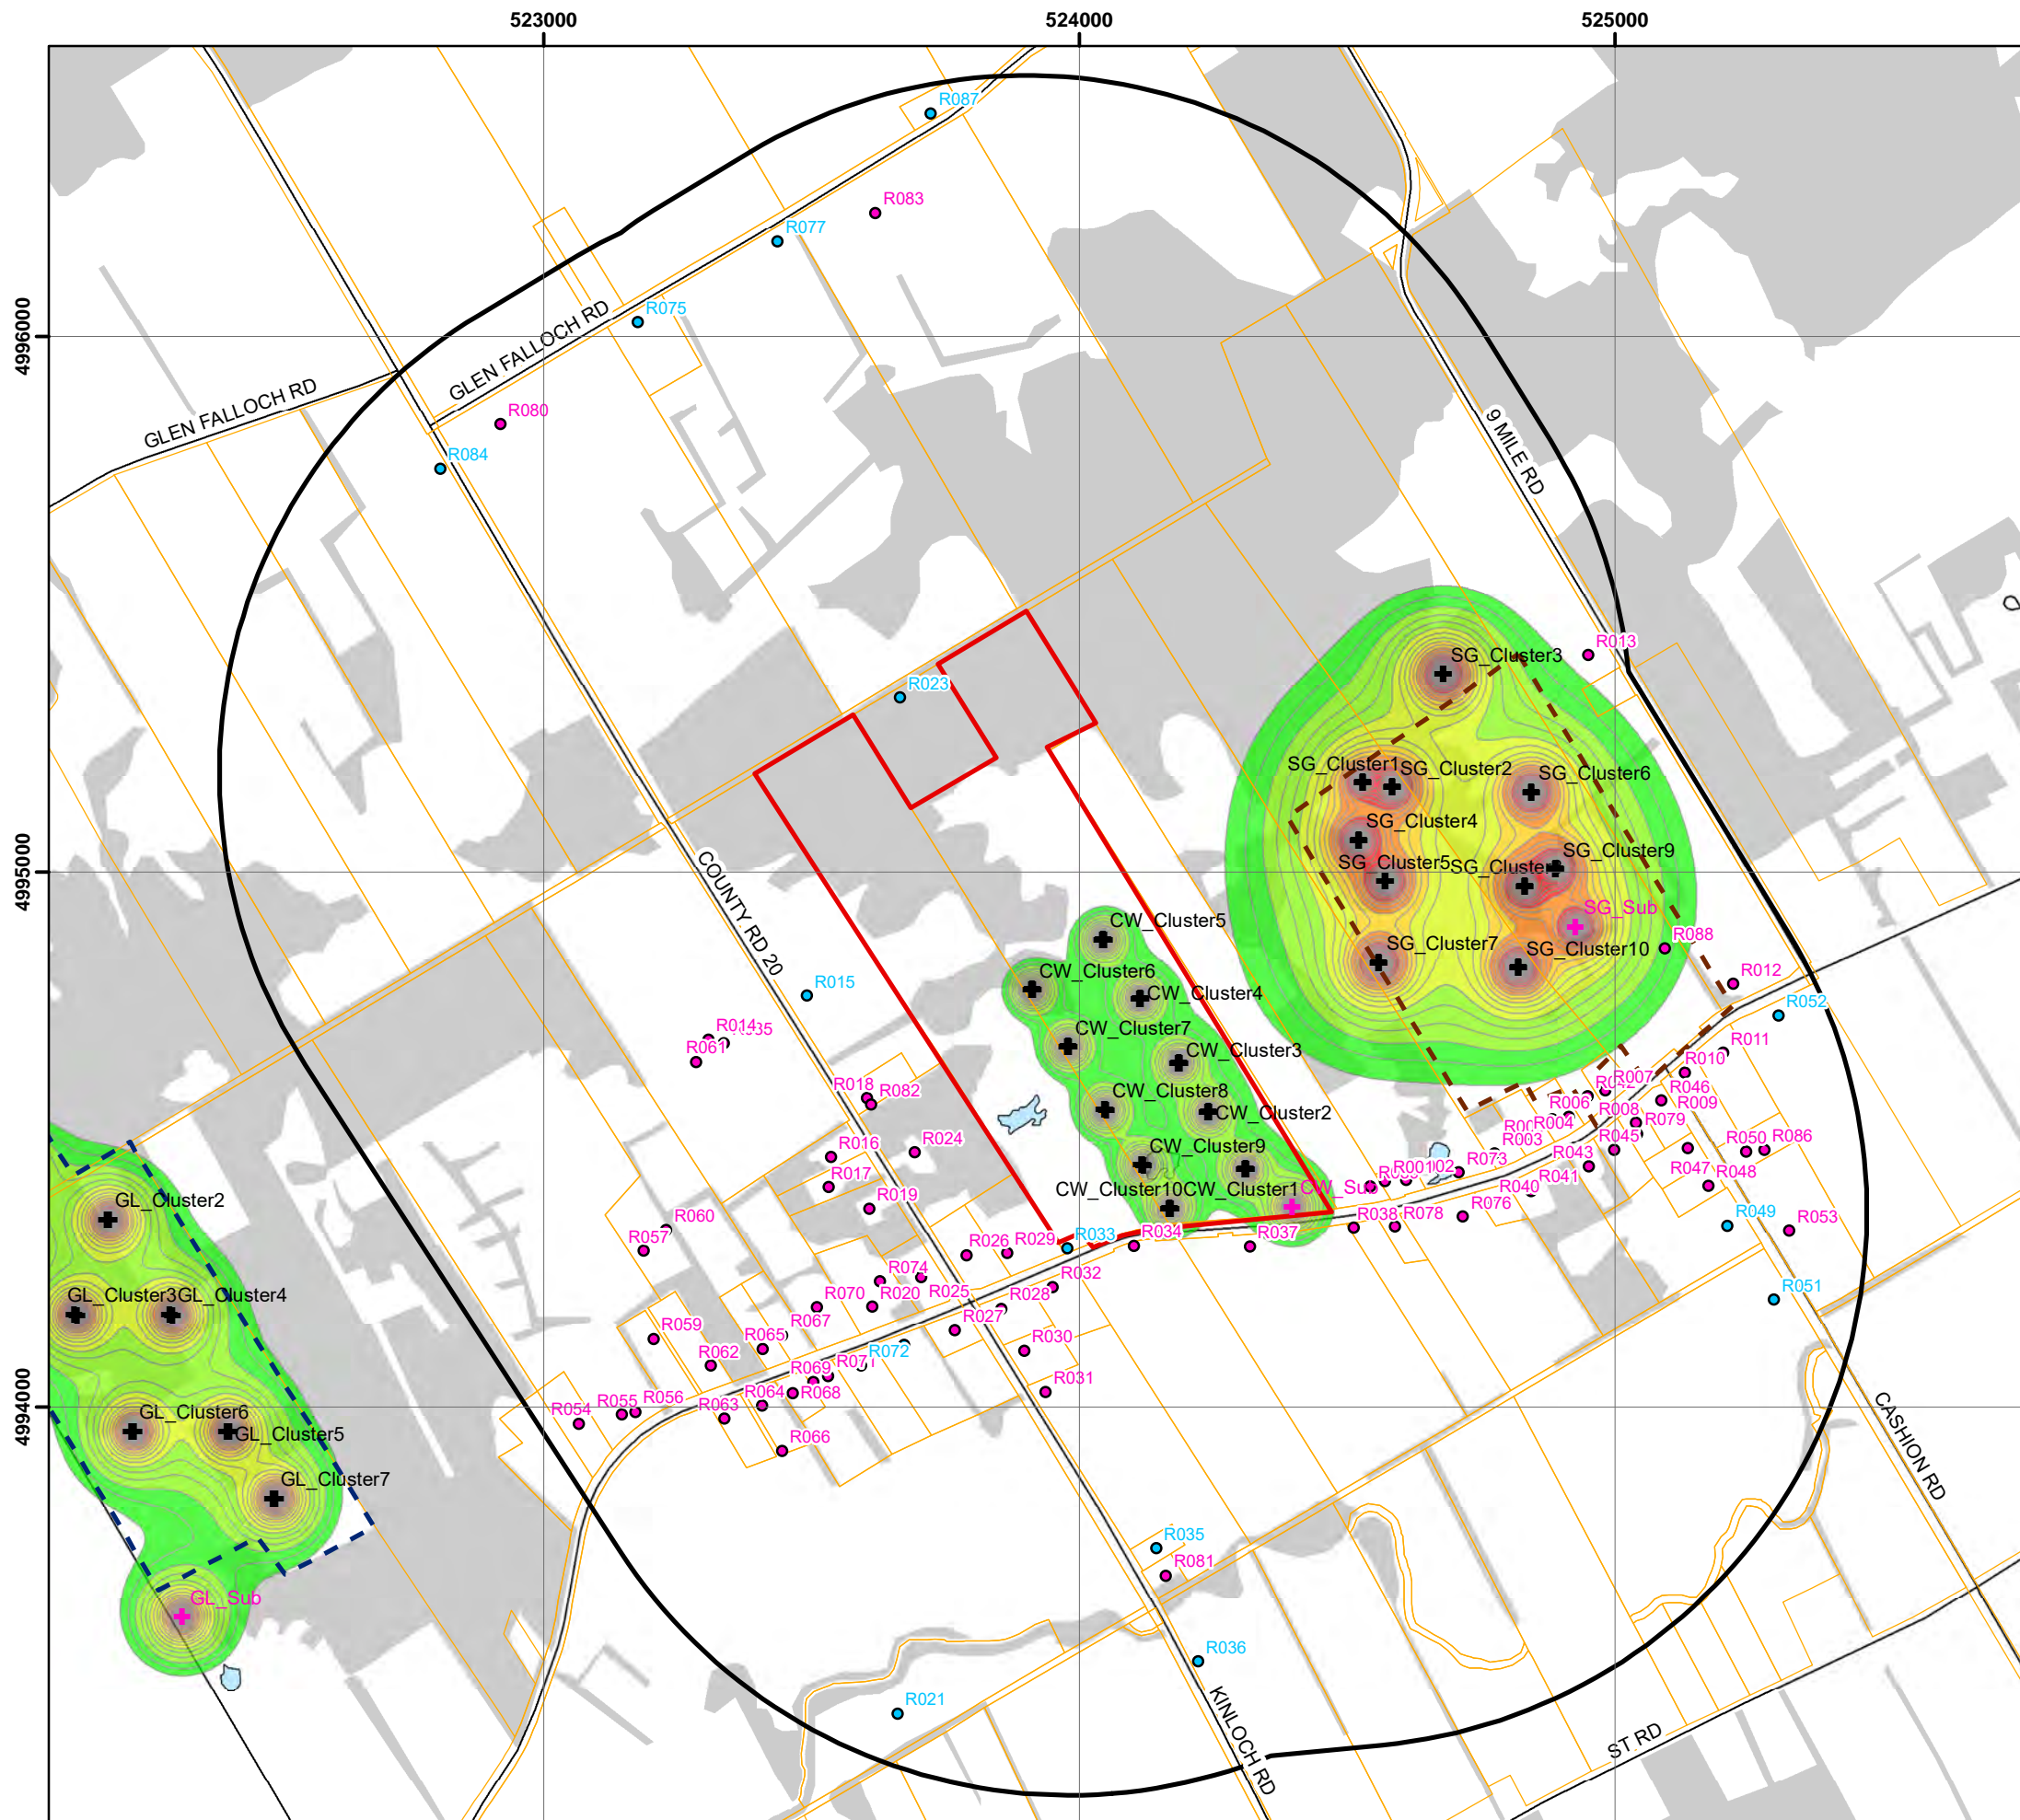 523000
524000
525000
4996000
4995000
4994000
R087
R083
R077
R075
GLEN FALLOCH RD
GLEN FALLOCH RD
R080
R084
9 MILE RD
R013
SG_Cluster3
R023
SG_Cluster1
SG_Cluster2
SG_Cluster6
SG_Cluster4
SG_Cluster9
SG_Cluster5
SG_Cluster
SG_Sub
SG_Cluster7
SG_Cluster10
R088
R012
R052
COUNTY RD 20
CW_Cluster5
CW_Cluster6
CW_Cluster4
CW_Cluster7
CW_Cluster3
CW_Cluster8
CW_Cluster2
CW_Cluster9
CW_Cluster10
CW_Cluster1
CW_Sub
R015
R014
R061
R018
R082
R016
R024
R017
R019
R011
R010
R007
R046
R009
R006
R008
R004
R079
R003
R045
R050
R086
R043
R073
R001
R047
R048
R041
R040
R049
R053
R076
R078
R038
R037
R034
R033
R029
R026
R060
R057
R051
R032
R074
R028
R025
R020
R070
R027
R067
R065
R059
R030
R072
R062
R071
R069
R031
R068
R064
R063
R056
R055
R054
R066
GL_Cluster2
GL_Cluster3
GL_Cluster4
GL_Cluster6
GL_Cluster5
GL_Cluster7
GL_Sub
CASHION RD
R035
R081
R036
R021
KINLOCH RD
ST RD